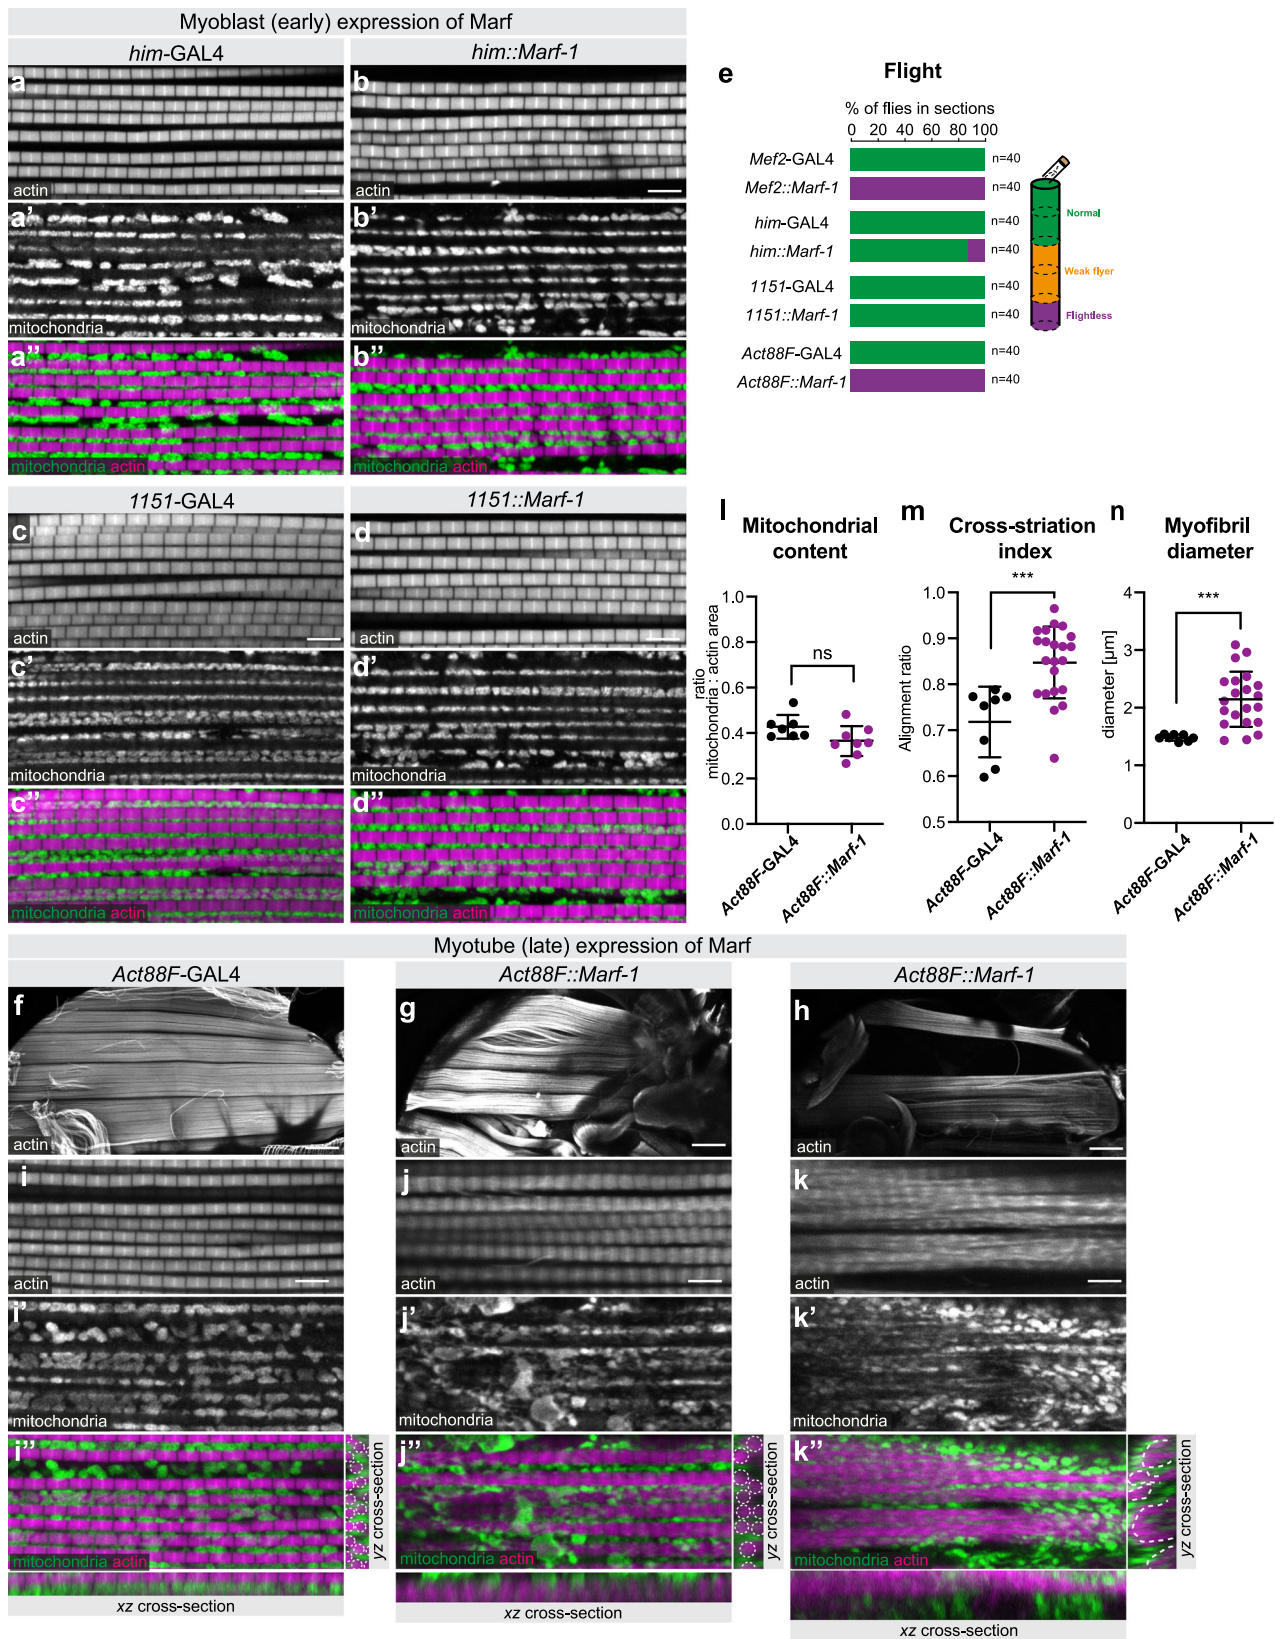 Myoblast (early) expression of Marf
him-GAL4
him::Marf-1
a
actin
b
actin
a’
mitochondria
b’
mitochondria
a’’
mitochondria actin
b’’
mitochondria actin
1151-GAL4
1151::Marf-1
c
actin
d
actin
c’
mitochondria
d’
mitochondria
c’’
mitochondria actin
d’’
mitochondria actin
e
Flight
% of flies in sections
0 20 40 60 80 100
Mef2-GAL4 n=40
Mef2::Marf-1 n=40
him-GAL4 n=40
him::Marf-1 n=40
1151-GAL4 n=40
1151::Marf-1 n=40
Act88F-GAL4 n=40
Act88F::Marf-1 n=40
Normal
Weak flyer
Flightless
l
Mitochondrial
content
ratio
mitochondria : actin area
1.0
0.8
0.6
0.4
0.2
0.0
ns
Act88F-GAL4
Act88F::Marf-1
m
Cross-striation
index
Alignment ratio
1.0
0.9
0.8
0.7
0.6
0.5
***
Act88F-GAL4
Act88F::Marf-1
n
Myofibril
diameter
diameter [µm]
4
3
2
1
0
***
Act88F-GAL4
Act88F::Marf-1
Myotube (late) expression of Marf
Act88F-GAL4
Act88F::Marf-1
Act88F::Marf-1
f
actin
g
actin
h
actin
i
actin
j
actin
k
actin
i’
mitochondria
j’
mitochondria
k’
mitochondria
i’’
mitochondria actin
yz cross-section
j’’
mitochondria actin
yz cross-section
k’’
mitochondria actin
yz cross-section
xz cross-section
xz cross-section
xz cross-section